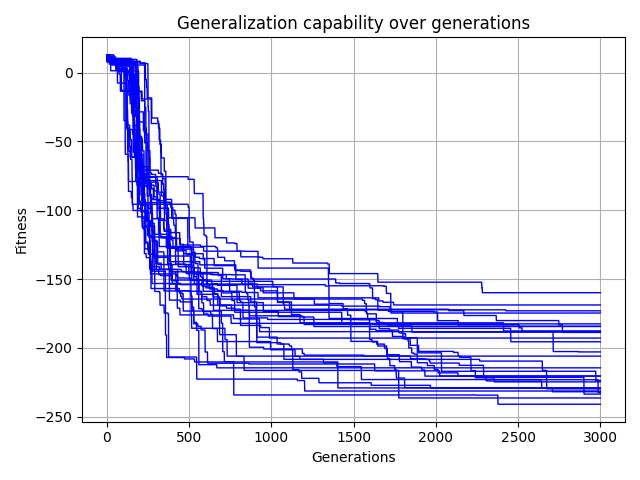 Generalization capability over generations
Fitness
0
−50
−100
−150
−200
−250
0 500 1000 1500 2000 2500 3000
Generations